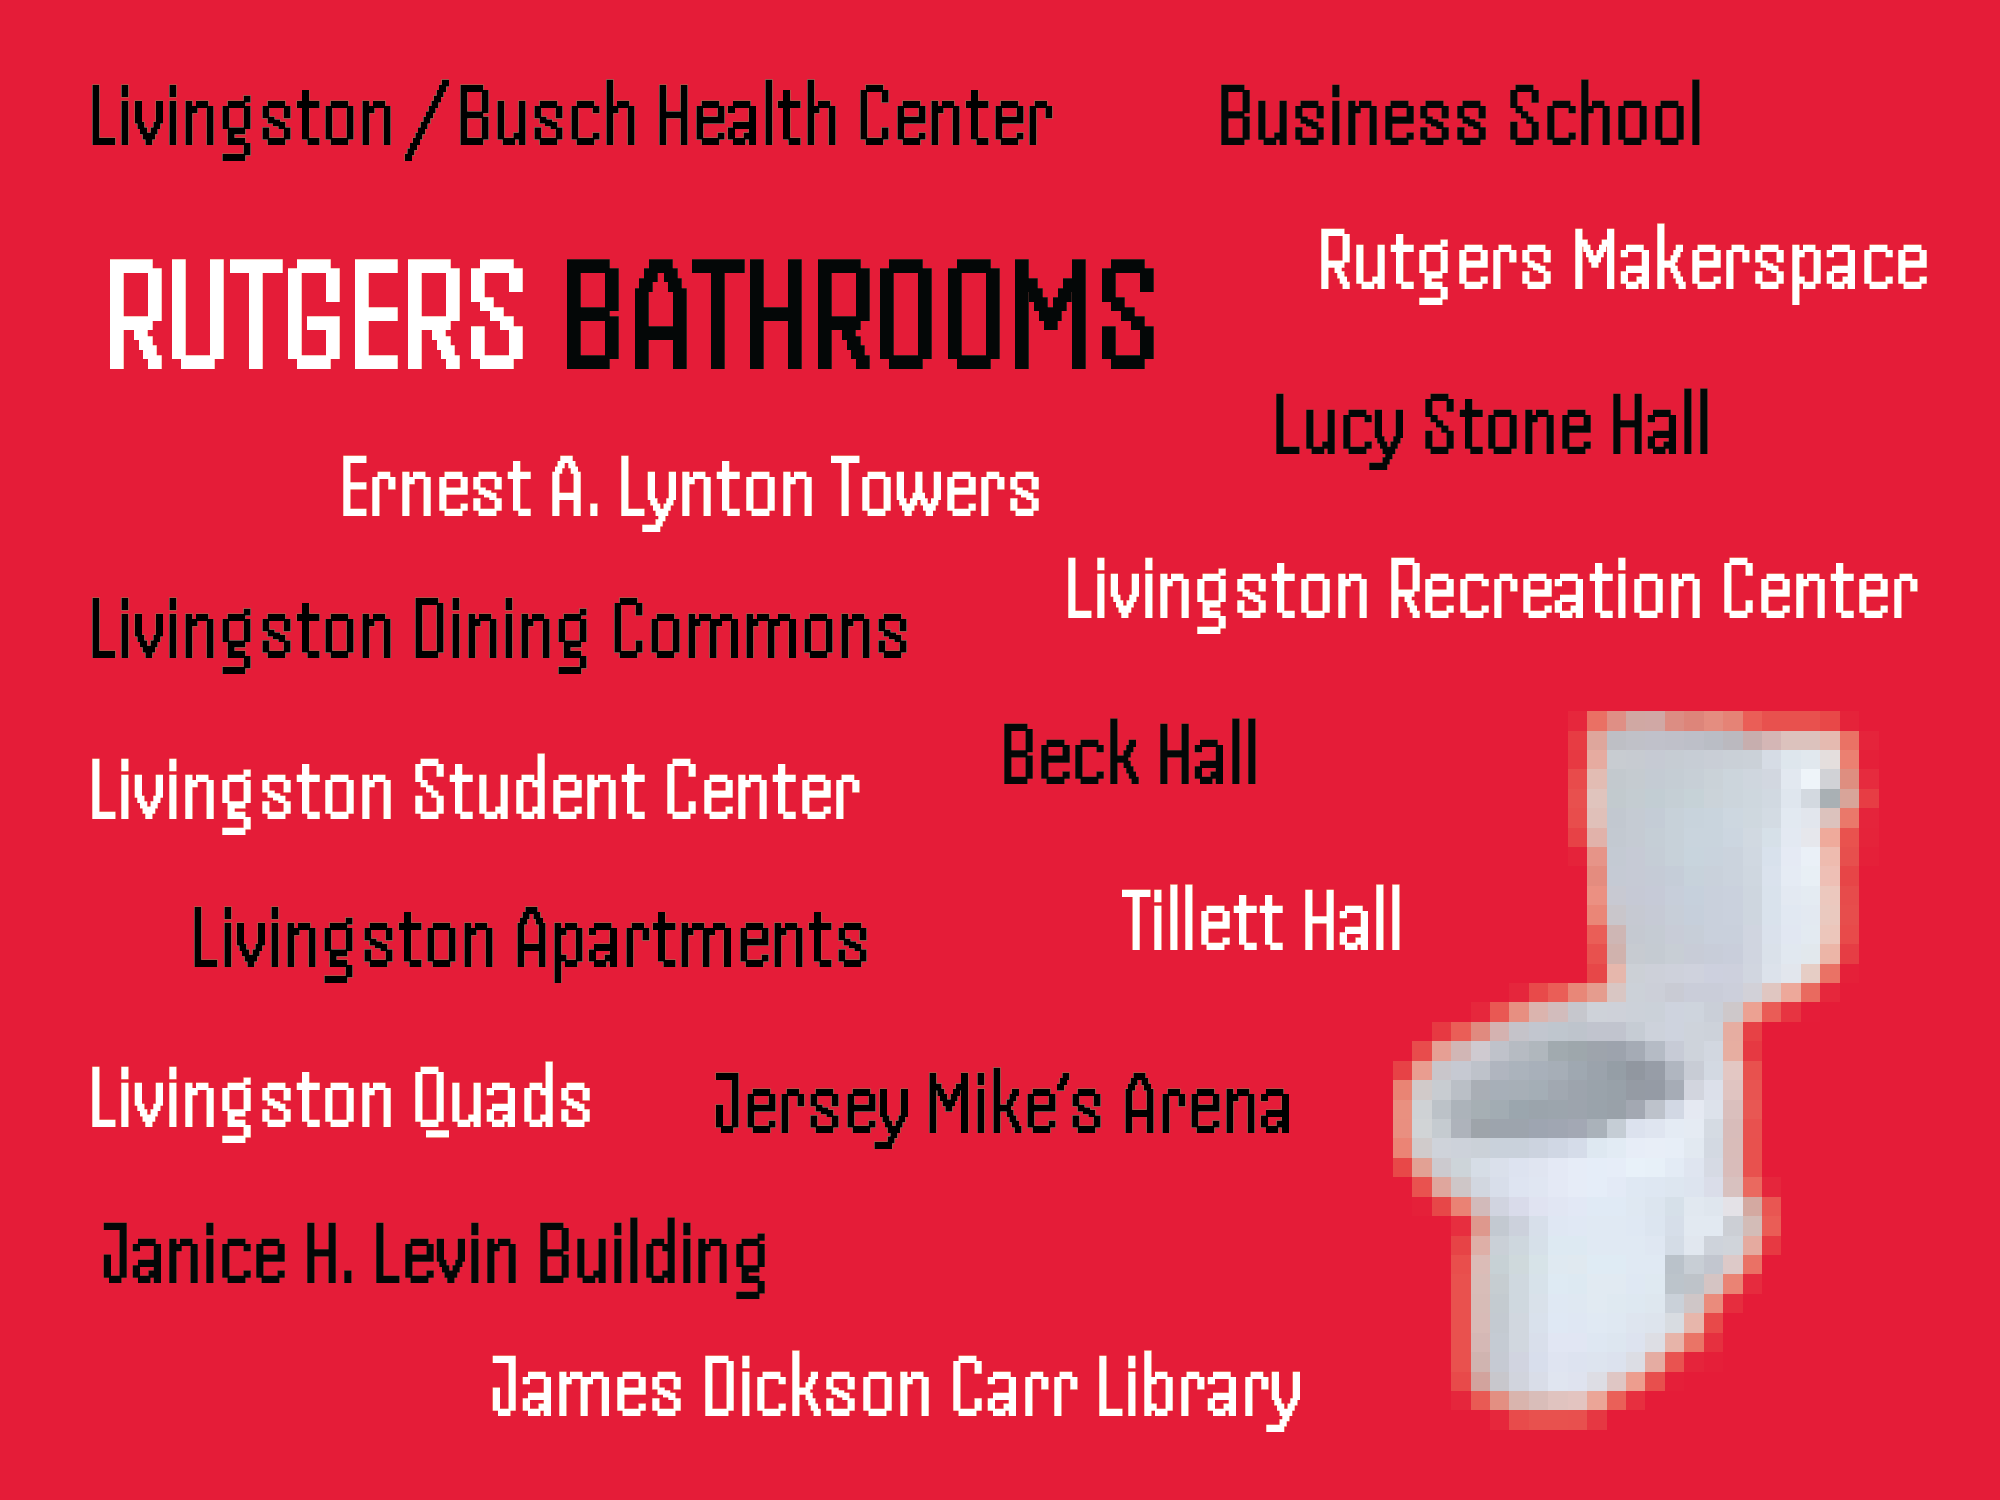 Livingston /Busch Health Center
Business School
RUTGERS BATHROOMS
Rutgers Makerspace
Lucy Stone Hall
Ernest A. Lynton Towers
Livingston Recreation Center
Livingston Dining Commons
Beck Hall
Livingston Student Center
Tillett Hall
Livingston Apartments
Livingston Quads
Jersey Mike's Arena
Janice H. Levin Building
James Dickson Carr Library